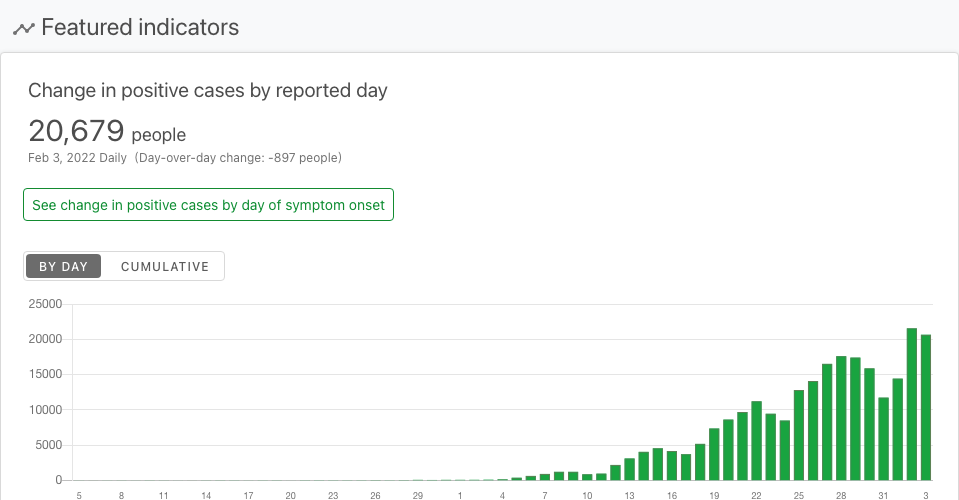 Featured indicators
Change in positive cases by reported day
20,679 people
Feb 3, 2022 Daily (Day-over-day change: -897 people)
See change in positive cases by day of symptom onset
BY DAY CUMULATIVE
25000
20000
15000
10000
5000
0
5 8 11 14 17 20 23 26 29 1 4 7 10 13 16 19 22 25 28 31 3